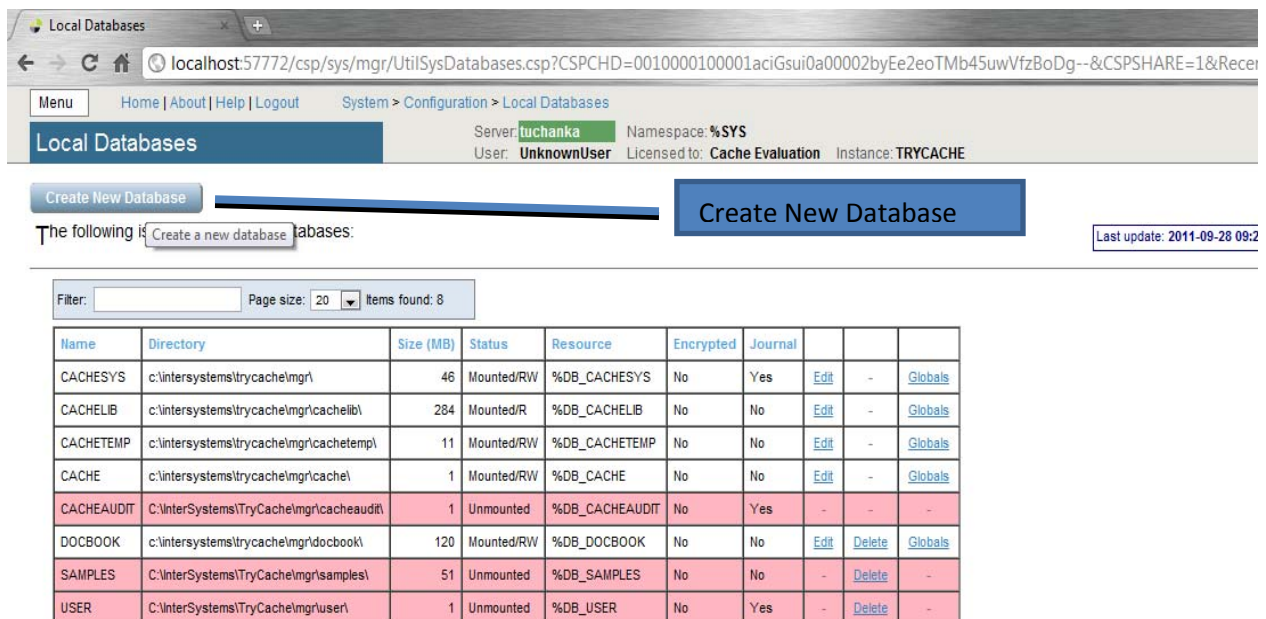 Local Databases
localhost:57772/csp/sys/mgr/UtilSysDatabases.csp?CSPCHD=0010000100001aciGsui0a00002byEe2eoTMb45uwVfzBoDg--&CSPSHARE=1&Recer
Menu Home | About | Help | Logout System > Configuration > Local Databases
Local Databases
Server: tuchanka Namespace: %SYS
User: UnknownUser Licensed to: Cache Evaluation Instance: TRYCACHE
Create New Database
Create New Database
The following is tabases:
Create a new database
Last update: 2011-09-28 09:2
Filter: Page size: 20 Items found: 8
Name Directory Size (MB) Status Resource Encrypted Journal
CACHESYS c:\intersystems\trycache\mgr\ 46 Mounted/RW %DB_CACHESYS No Yes Edit - Globals
CACHELIB c:\intersystems\trycache\mgr\cachelib\ 284 Mounted/R %DB_CACHELIB No No Edit - Globals
CACHETEMP c:\intersystems\trycache\mgr\cachetemp\ 11 Mounted/RW %DB_CACHETEMP No No Edit - Globals
CACHE c:\intersystems\trycache\mgr\cache\ 1 Mounted/RW %DB_CACHE No No Edit - Globals
CACHEAUDIT C:\InterSystems\TryCache\mgr\cacheaudit\ 1 Unmounted %DB_CACHEAUDIT No Yes - - -
DOCBOOK c:\intersystems\trycache\mgr\docbook\ 120 Mounted/RW %DB_DOCBOOK No No Edit Delete Globals
SAMPLES C:\InterSystems\TryCache\mgr\samples\ 51 Unmounted %DB_SAMPLES No No - Delete -
USER C:\InterSystems\TryCache\mgr\user\ 1 Unmounted %DB_USER No Yes - Delete -